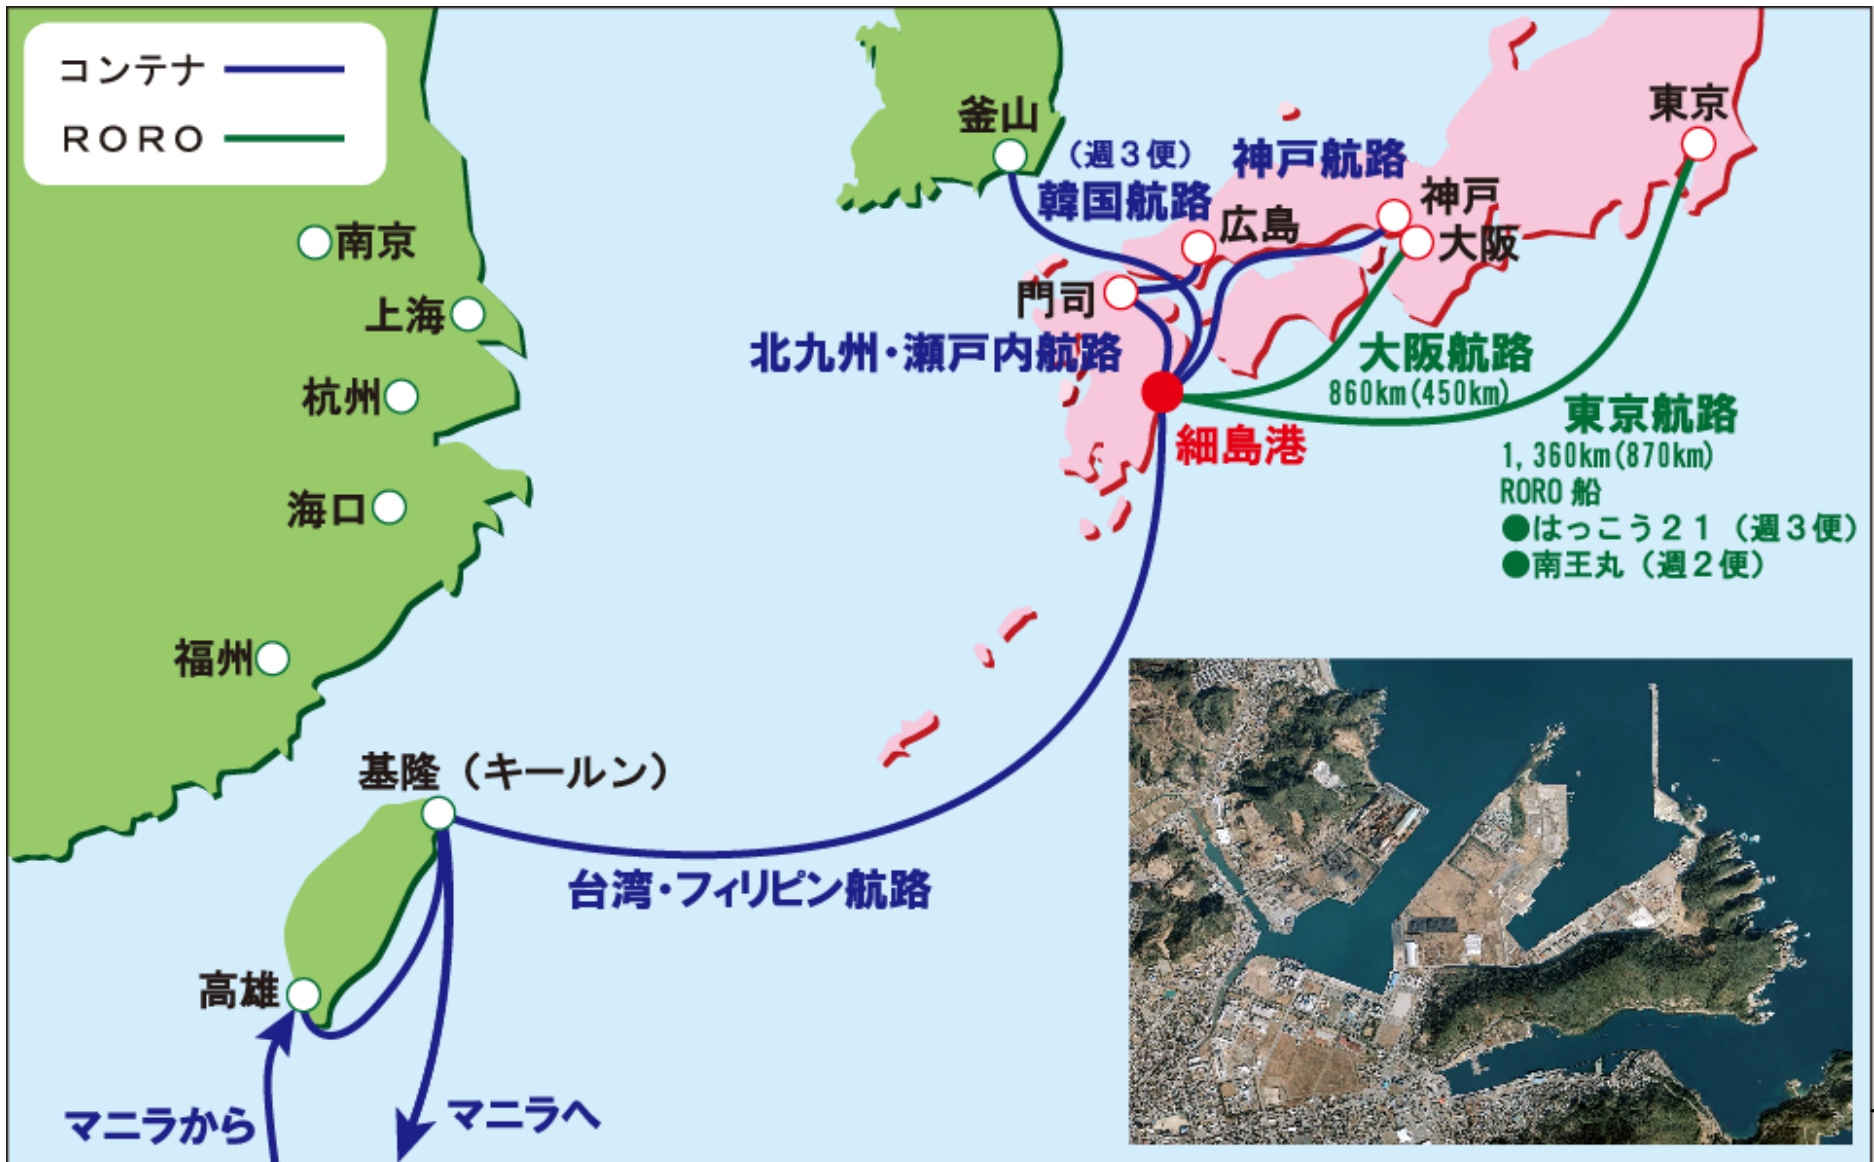 コンテナ
ＲＯＲＯ
釜山
（週３便）
韓国航路
神戸航路
東京
神戸
大阪
広島
門司
南京
上海
杭州
海口
福州
北九州・瀬戸内航路
細島港
大阪航路
860km(450km)
東京航路
1,360km(870km)
RORO 船
●はっこう２１（週３便）
●南王丸（週２便）
基隆（キールン）
台湾・フィリピン航路
高雄
マニラから
マニラへ